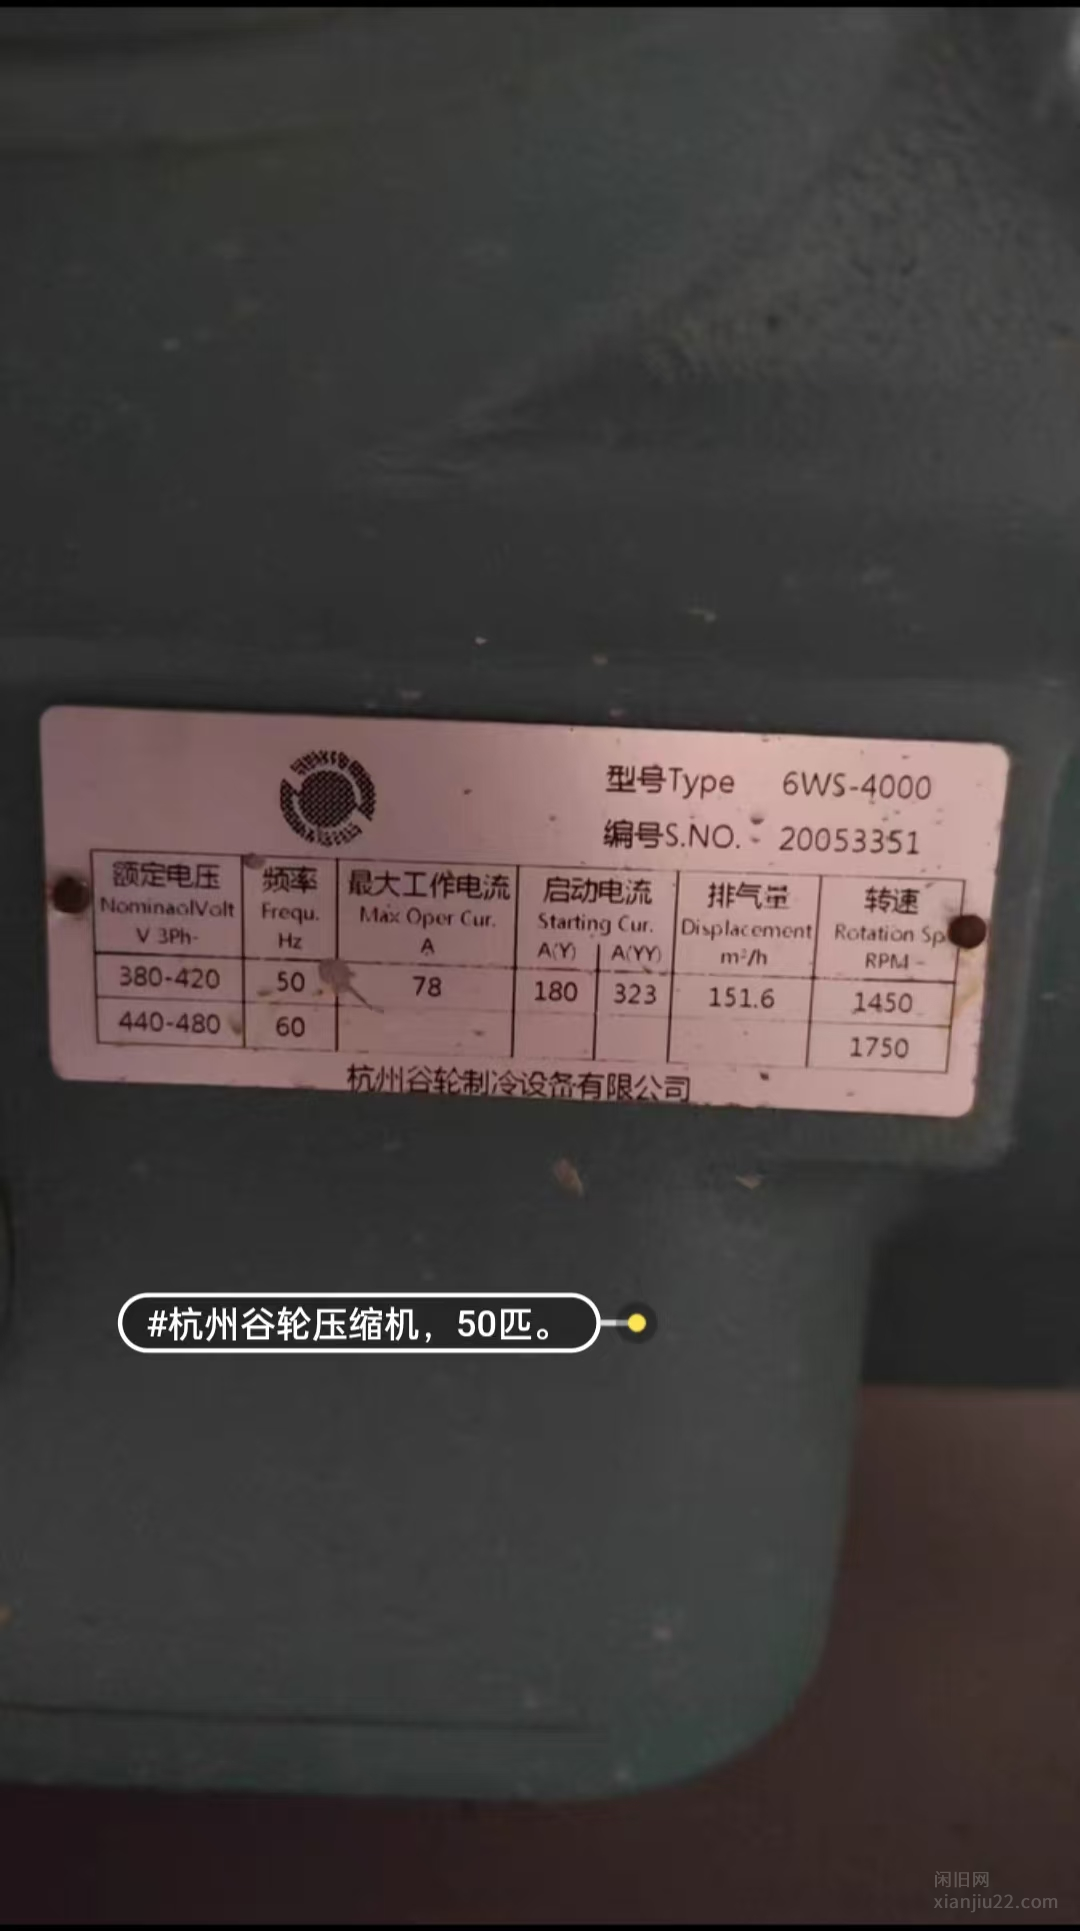 型号Type 6WS-4000
编号S.NO. 20053351
额定电压 频率 最大工作电流 启动电流 排气量 转速
NominaolVolt Frequ. Max Oper Cur. Starting Cur. Displacement Rotation Sp
V 3Ph- Hz A A(Y) A(YY) m³/h RPM
380-420 50 78 180 323 151.6 1450
440-480 60 1750
杭州谷轮制冷设备有限公司
#杭州谷轮压缩机，50匹。
闲旧网
xianjiu22.com